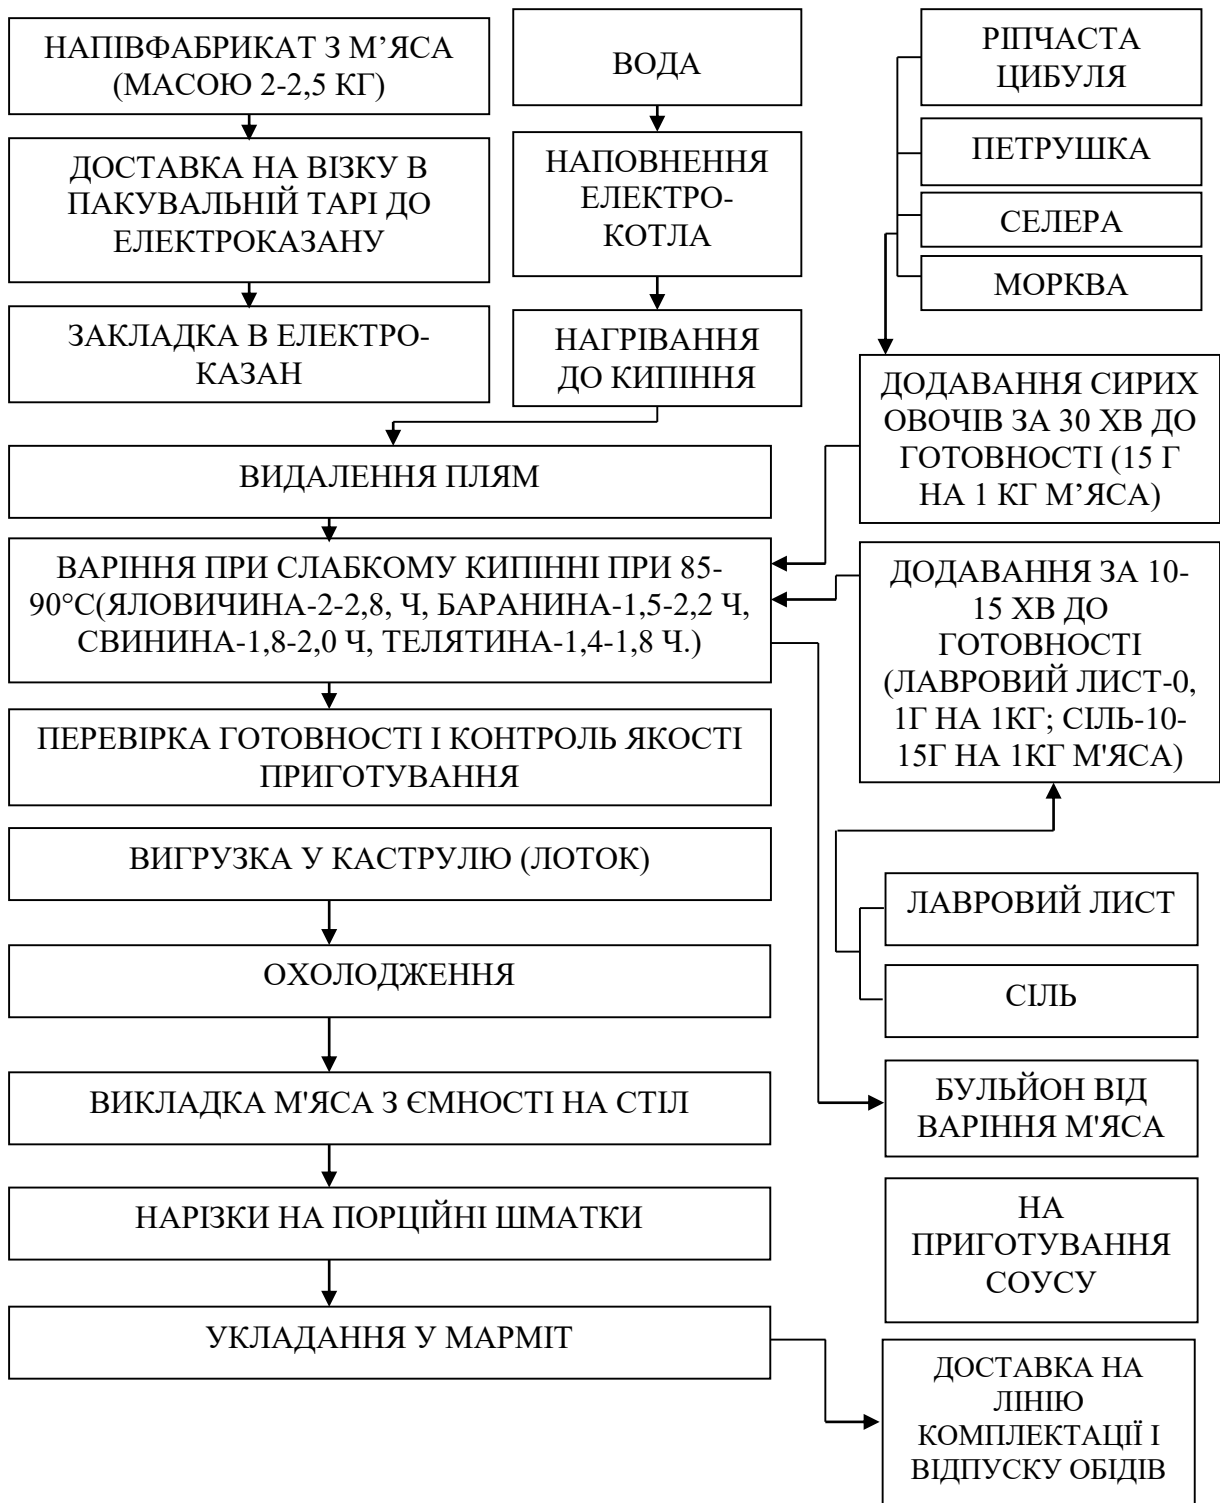 НАПІВФАБРИКАТ З М’ЯСА
(МАСОЮ 2-2,5 КГ)
ДОСТАВКА НА ВІЗКУ В
ПАКУВАЛЬНІЙ ТАРІ ДО
ЕЛЕКТРОКАЗАНУ
ЗАКЛАДКА В ЕЛЕКТРО-
КАЗАН
ВОДА
НАПОВНЕННЯ
ЕЛЕКТРО-
КОТЛА
НАГРІВАННЯ
ДО КИПІННЯ
РІПЧАСТА
ЦИБУЛЯ
ПЕТРУШКА
СЕЛЕРА
МОРКВА
ДОДАВАННЯ СИРИХ
ОВОЧІВ ЗА 30 ХВ ДО
ГОТОВНОСТІ (15 Г
НА 1 КГ М’ЯСА)
ВИДАЛЕННЯ ПЛЯМ
ВАРІННЯ ПРИ СЛАБКОМУ КИПІННІ ПРИ 85-
90°С(ЯЛОВИЧИНА-2-2,8, Ч, БАРАНИНА-1,5-2,2 Ч,
СВИНИНА-1,8-2,0 Ч, ТЕЛЯТИНА-1,4-1,8 Ч.)
ДОДАВАННЯ ЗА 10-
15 ХВ ДО
ГОТОВНОСТІ
(ЛАВРОВИЙ ЛИСТ-0,
1Г НА 1КГ; СІЛЬ-10-
15Г НА 1КГ М'ЯСА)
ПЕРЕВІРКА ГОТОВНОСТІ І КОНТРОЛЬ ЯКОСТІ
ПРИГОТУВАННЯ
ВИГРУЗКА У КАСТРУЛЮ (ЛОТОК)
ЛАВРОВИЙ ЛИСТ
ОХОЛОДЖЕННЯ
СІЛЬ
ВИКЛАДКА М'ЯСА З ЄМНОСТІ НА СТІЛ
БУЛЬЙОН ВІД
ВАРІННЯ М'ЯСА
НАРІЗКИ НА ПОРЦІЙНІ ШМАТКИ
НА
ПРИГОТУВАННЯ
СОУСУ
УКЛАДАННЯ У МАРМІТ
ДОСТАВКА НА
ЛІНІЮ
КОМПЛЕКТАЦІЇ І
ВІДПУСКУ ОБІДІВ